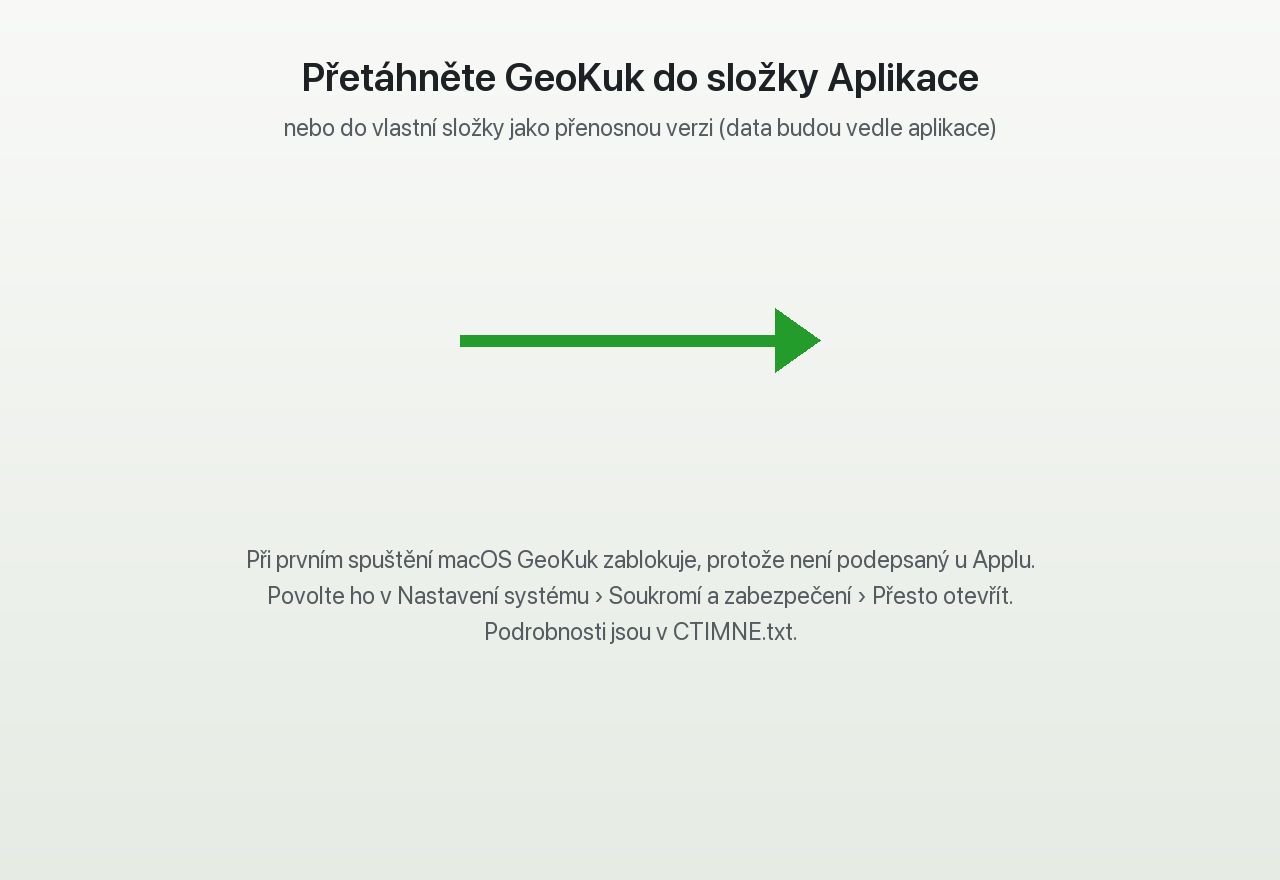 Přetáhněte GeoKuk do složky Aplikace
nebo do vlastní složky jako přenosnou verzi (data budou vedle aplikace)
Při prvním spuštění macOS GeoKuk zablokuje, protože není podepsaný u Applu.
Povolte ho v Nastavení systému › Soukromí a zabezpečení › Přesto otevřít.
Podrobnosti jsou v CTIMNE.txt.